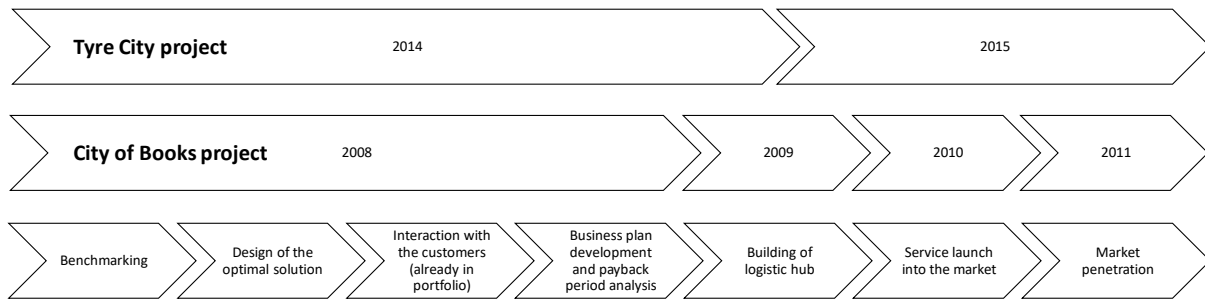 Tyre City project 2014 2015
City of Books project 2008 2009 2010 2011
Benchmarking
Design of the
optimal solution
Interaction with
the customers
(already in
portfolio)
Business plan
development
and payback
period analysis
Building of
logistic hub
Service launch
into the market
Market
penetration